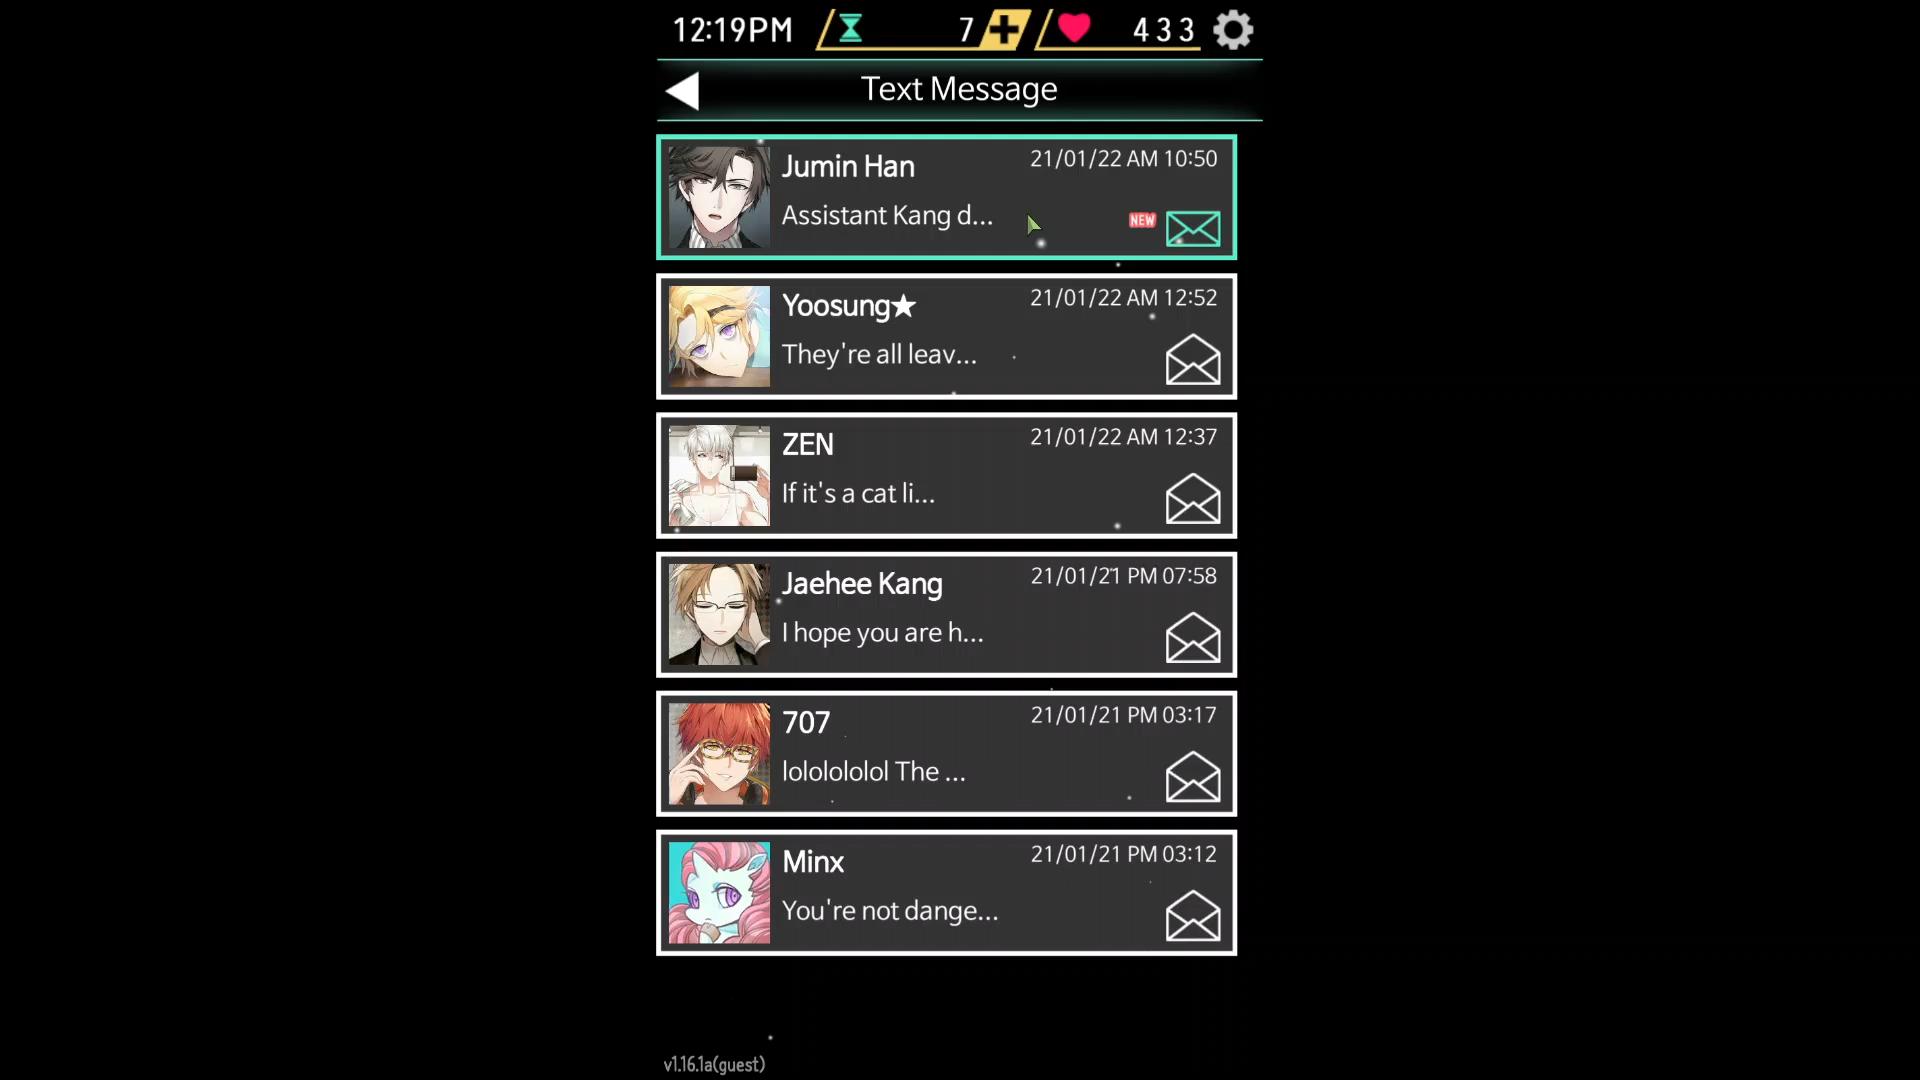 12:19PM 7 433
Text Message
Jumin Han 21/01/22 AM 10:50
Assistant Kang d... NEW
Yoosung★ 21/01/22 AM 12:52
They're all leav...
ZEN 21/01/22 AM 12:37
If it's a cat li...
Jaehee Kang 21/01/21 PM 07:58
I hope you are h...
707 21/01/21 PM 03:17
lolololololol The ...
Minx 21/01/21 PM 03:12
You're not dange...
v1.16.1a(guest)